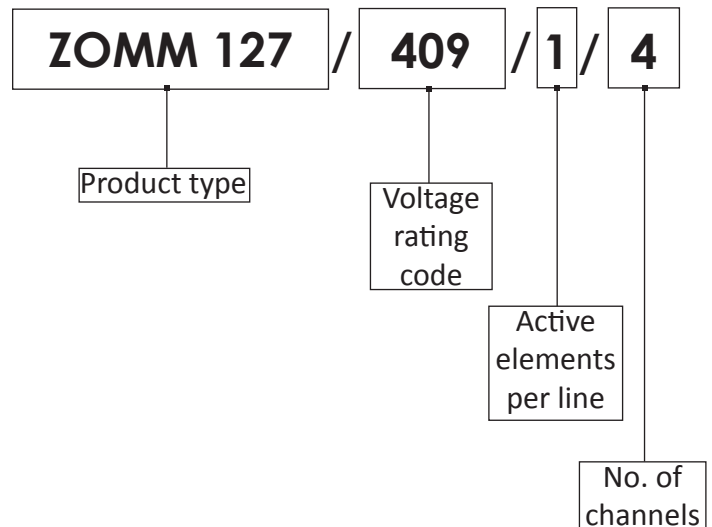 ZOMM 127 / 409 / 1 / 4
Product type
Voltage
rating
code
Active
elements
per line
No. of
channels